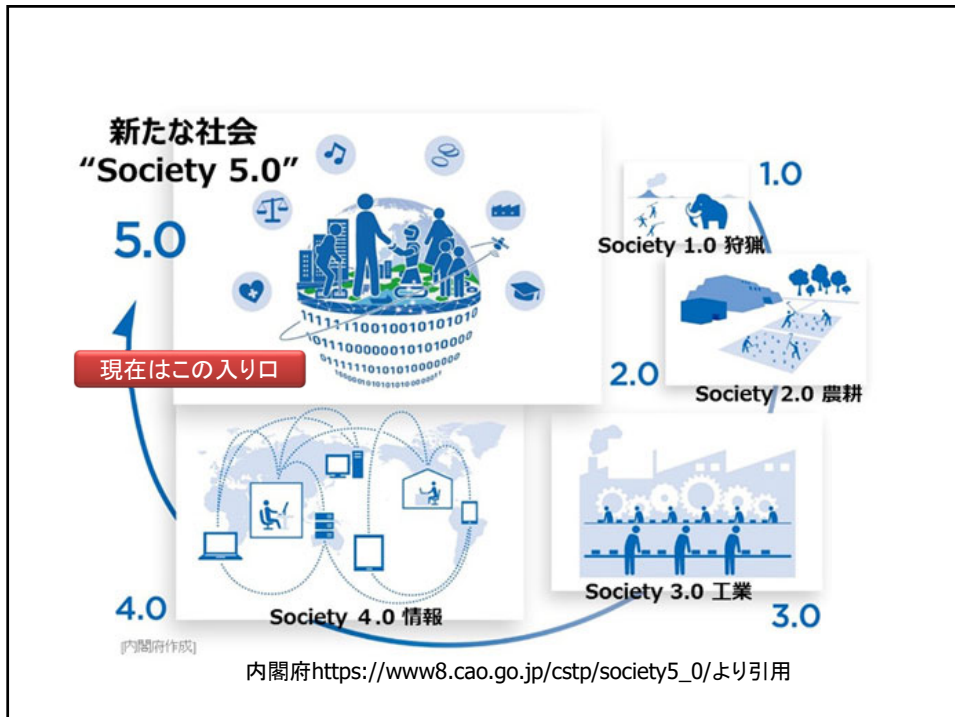 新たな社会
“Society 5.0”
5.0
1.0
Society 1.0 狩猟
2.0
Society 2.0 農耕
現在はこの入り口
11111110010010101010
1011100000101010000
Society 3.0 工業
3.0
4.0
Society 4.0 情報
[内閣府作成]
内閣府https://www8.cao.go.jp/cstp/society5_0/より引用